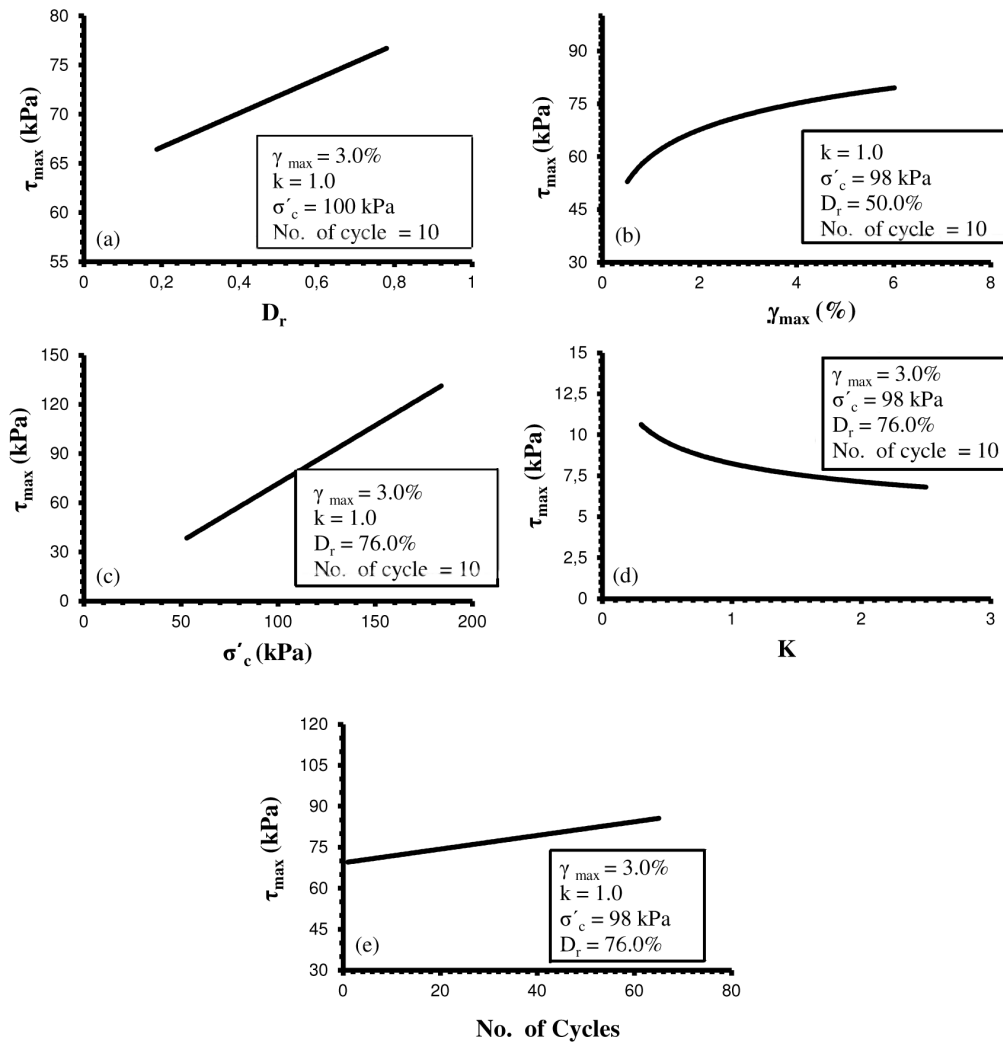 80
75
70
65
60
55
τmax (kPa)
γ max = 3.0%
k = 1.0
σ′c = 100 kPa
No. of cycle = 10
(a)
0 0,2 0,4 0,6 0,8 1
Dr
90
75
60
45
30
τmax (kPa)
k = 1.0
σ′c = 98 kPa
Dr = 50.0%
No. of cycle = 10
(b)
0 2 4 6 8
γmax (%)
150
120
90
60
30
0
τmax (kPa)
γ max = 3.0%
k = 1.0
Dr = 76.0%
No. of cycle = 10
(c)
0 50 100 150 200
σ′c (kPa)
15
12,5
10
7,5
5
2,5
0
τmax (kPa)
γ max = 3.0%
σ′c = 98 kPa
Dr = 76.0%
No. of cycle = 10
(d)
0 1 2 3
K
120
105
90
75
60
45
30
τmax (kPa)
γ max = 3.0%
k = 1.0
σ′c = 98 kPa
Dr = 76.0%
(e)
0 20 40 60 80
No. of Cycles